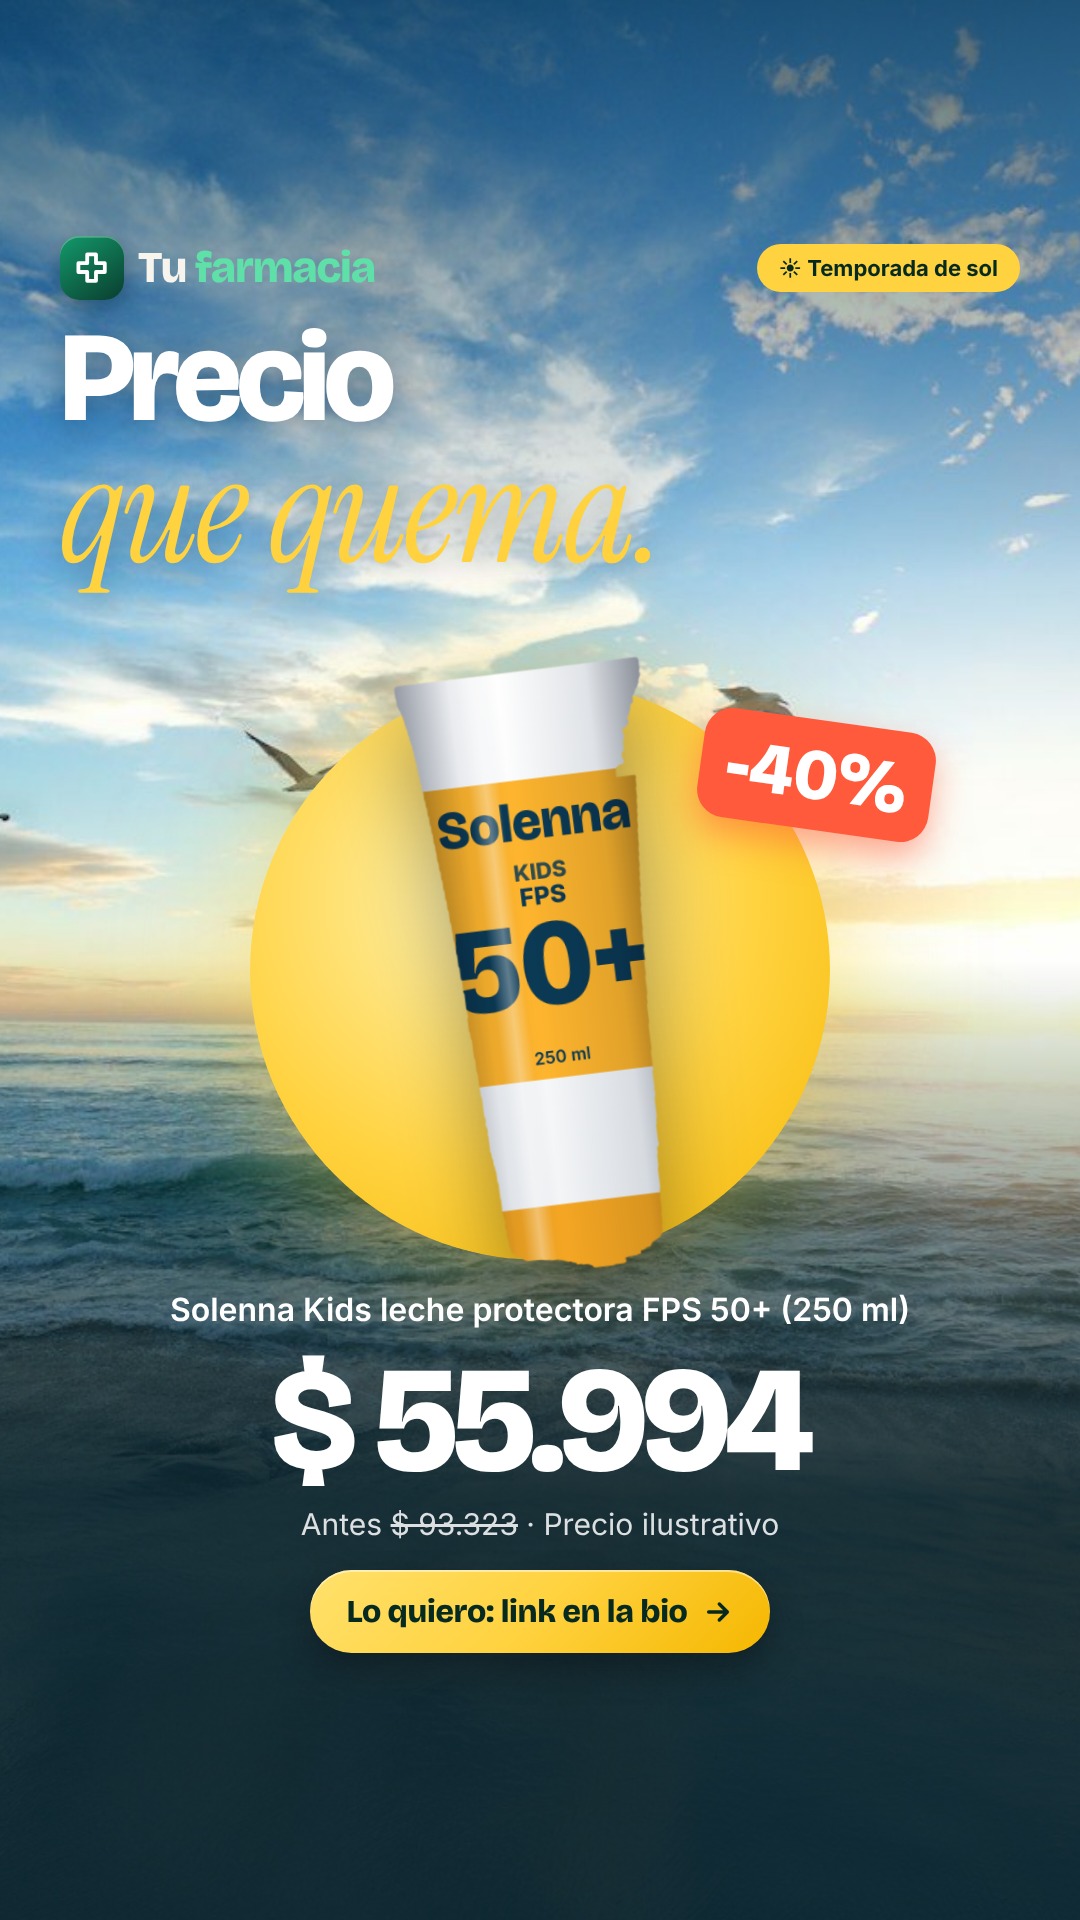 Tu farmacia
Temporada de sol
Precio
que quema.
-40%
Solenna
KIDS
FPS
50+
250 ml
Solenna Kids leche protectora FPS 50+ (250 ml)
$ 55.994
Antes $ 93.323 · Precio ilustrativo
Lo quiero: link en la bio →